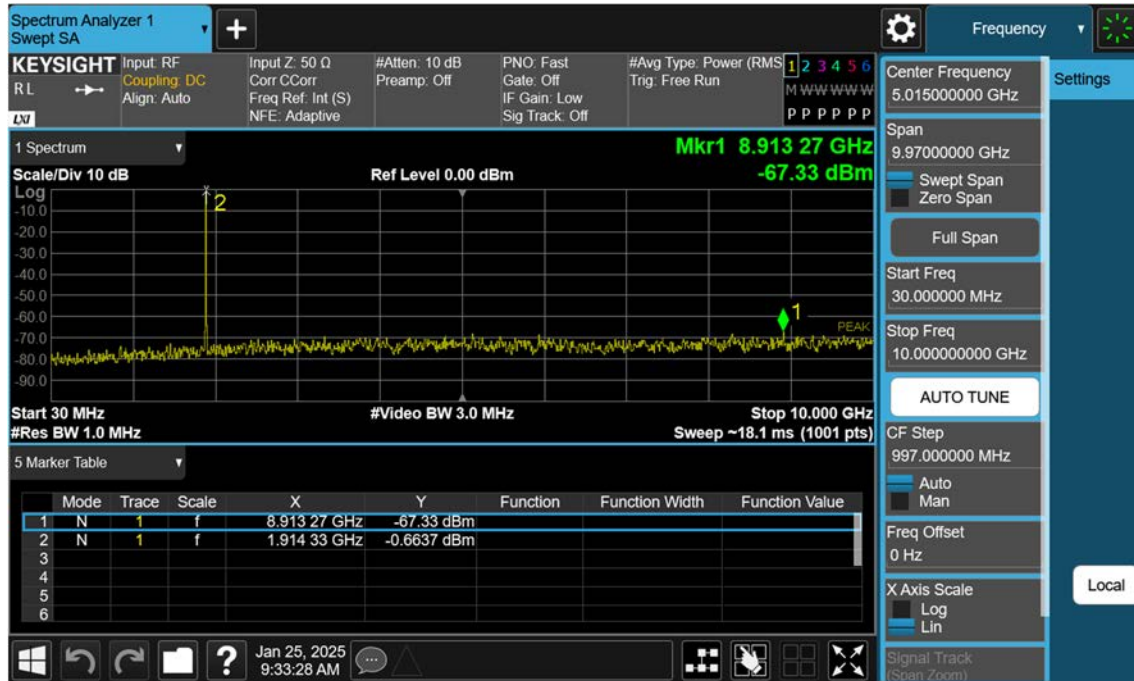 Spectrum Analyzer 1
Swept SA
+
Frequency
KEYSIGHT
RL
LXI
Input: RF
Coupling: DC
Align: Auto
Input Z: 50 Ω
Corr CCorr
Freq Ref: Int (S)
NFE: Adaptive
#Atten: 10 dB
Preamp: Off
PNO: Fast
Gate: Off
IF Gain: Low
Sig Track: Off
#Avg Type: Power (RMS
Trig: Free Run
1 2 3 4 5 6
M W W W W W
P P P P P P
1 Spectrum
Scale/Div 10 dB
Ref Level 0.00 dBm
Mkr1 8.913 27 GHz
-67.33 dBm
Log
-10.0
-20.0
-30.0
-40.0
-50.0
-60.0
-70.0
-80.0
-90.0
2
1
PEAK
Start 30 MHz
#Video BW 3.0 MHz
Stop 10.000 GHz
#Res BW 1.0 MHz
Sweep ~18.1 ms (1001 pts)
5 Marker Table
Mode Trace Scale X Y Function Function Width Function Value
1 N 1 f 8.913 27 GHz -67.33 dBm
2 N 1 f 1.914 33 GHz -0.6637 dBm
3
4
5
6
?
Jan 25, 2025
9:33:28 AM
Center Frequency
5.015000000 GHz
Span
9.97000000 GHz
Swept Span
Zero Span
Full Span
Start Freq
30.000000 MHz
Stop Freq
10.000000000 GHz
AUTO TUNE
CF Step
997.000000 MHz
Auto
Man
Freq Offset
0 Hz
X Axis Scale
Log
Lin
Signal Track
(Span Zoom)
Settings
Local